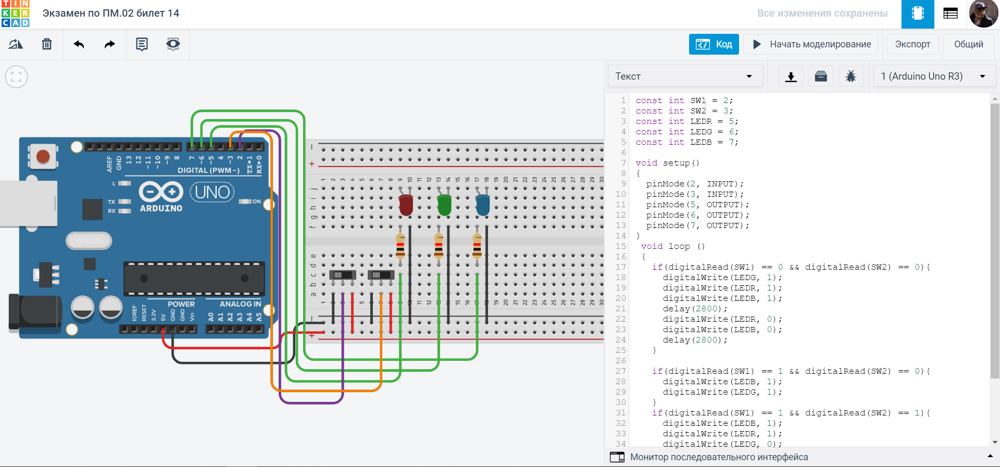 TIN
KER
CAD
Экзамен по ПМ.02 билет 14
Все изменения сохранены
Код
Начать моделирование
Экспорт
Общий
Текст
1 (Arduino Uno R3)
AREF
GND
13
12
~11
~10
~9
8
7
~6
~5
4
~3
2
TX→1
RX←0
DIGITAL (PWM~)
L
TX
RX
ON
UNO
ARDUINO
POWER
ANALOG IN
IOREF
RESET
3.3V
5V
GND
GND
Vin
A0
A1
A2
A3
A4
A5
− +
1 2 3 4 5 6 7 8 9 10 11 12 13 14 15 16 17 18 19 20 21 22 23 24 25 26 27 28 29 30
j
i
h
g
f
e
d
c
b
a
1 2 3 4 5 6 7 8 9 10 11 12 13 14 15 16 17 18 19 20 21 22 23 24 25 26 27 28 29 30
− +
1 const int SW1 = 2;
2 const int SW2 = 3;
3 const int LEDR = 5;
4 const int LEDG = 6;
5 const int LEDB = 7;
6
7 void setup()
8 {
9 pinMode(2, INPUT);
10 pinMode(3, INPUT);
11 pinMode(5, OUTPUT);
12 pinMode(6, OUTPUT);
13 pinMode(7, OUTPUT);
14 }
15 void loop ()
16 {
17 if(digitalRead(SW1) == 0 && digitalRead(SW2) == 0){
18 digitalWrite(LEDG, 1);
19 digitalWrite(LEDR, 1);
20 digitalWrite(LEDB, 1);
21 delay(2800);
22 digitalWrite(LEDR, 0);
23 digitalWrite(LEDB, 0);
24 delay(2800);
25 }
26
27 if(digitalRead(SW1) == 1 && digitalRead(SW2) == 0){
28 digitalWrite(LEDB, 1);
29 digitalWrite(LEDG, 1);
30 }
31 if(digitalRead(SW1) == 1 && digitalRead(SW2) == 1){
32 digitalWrite(LEDB, 1);
33 digitalWrite(LEDR, 1);
34 digitalWrite(LEDG, 0);
Монитор последовательного интерфейса